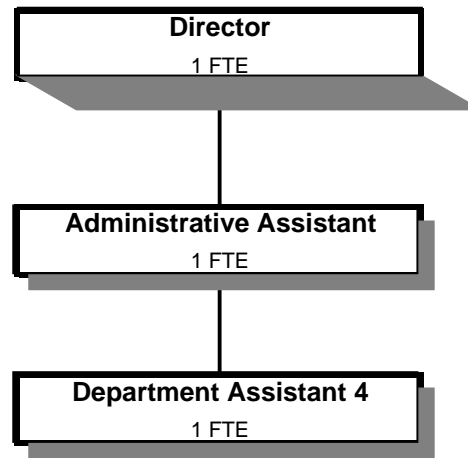 Director
1 FTE
Administrative Assistant
1 FTE
Department Assistant 4
1 FTE